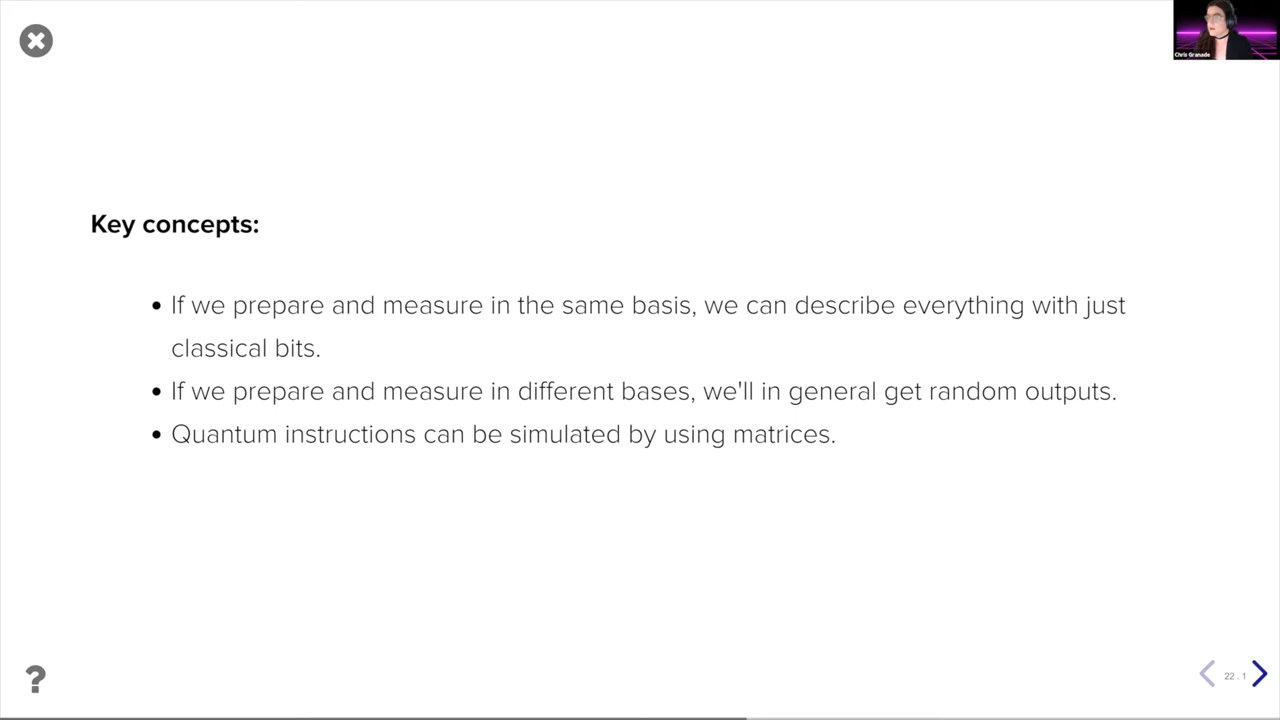 Chris Granade
Key concepts:
• If we prepare and measure in the same basis, we can describe everything with just
classical bits.
• If we prepare and measure in different bases, we'll in general get random outputs.
• Quantum instructions can be simulated by using matrices.
?
22 . 1